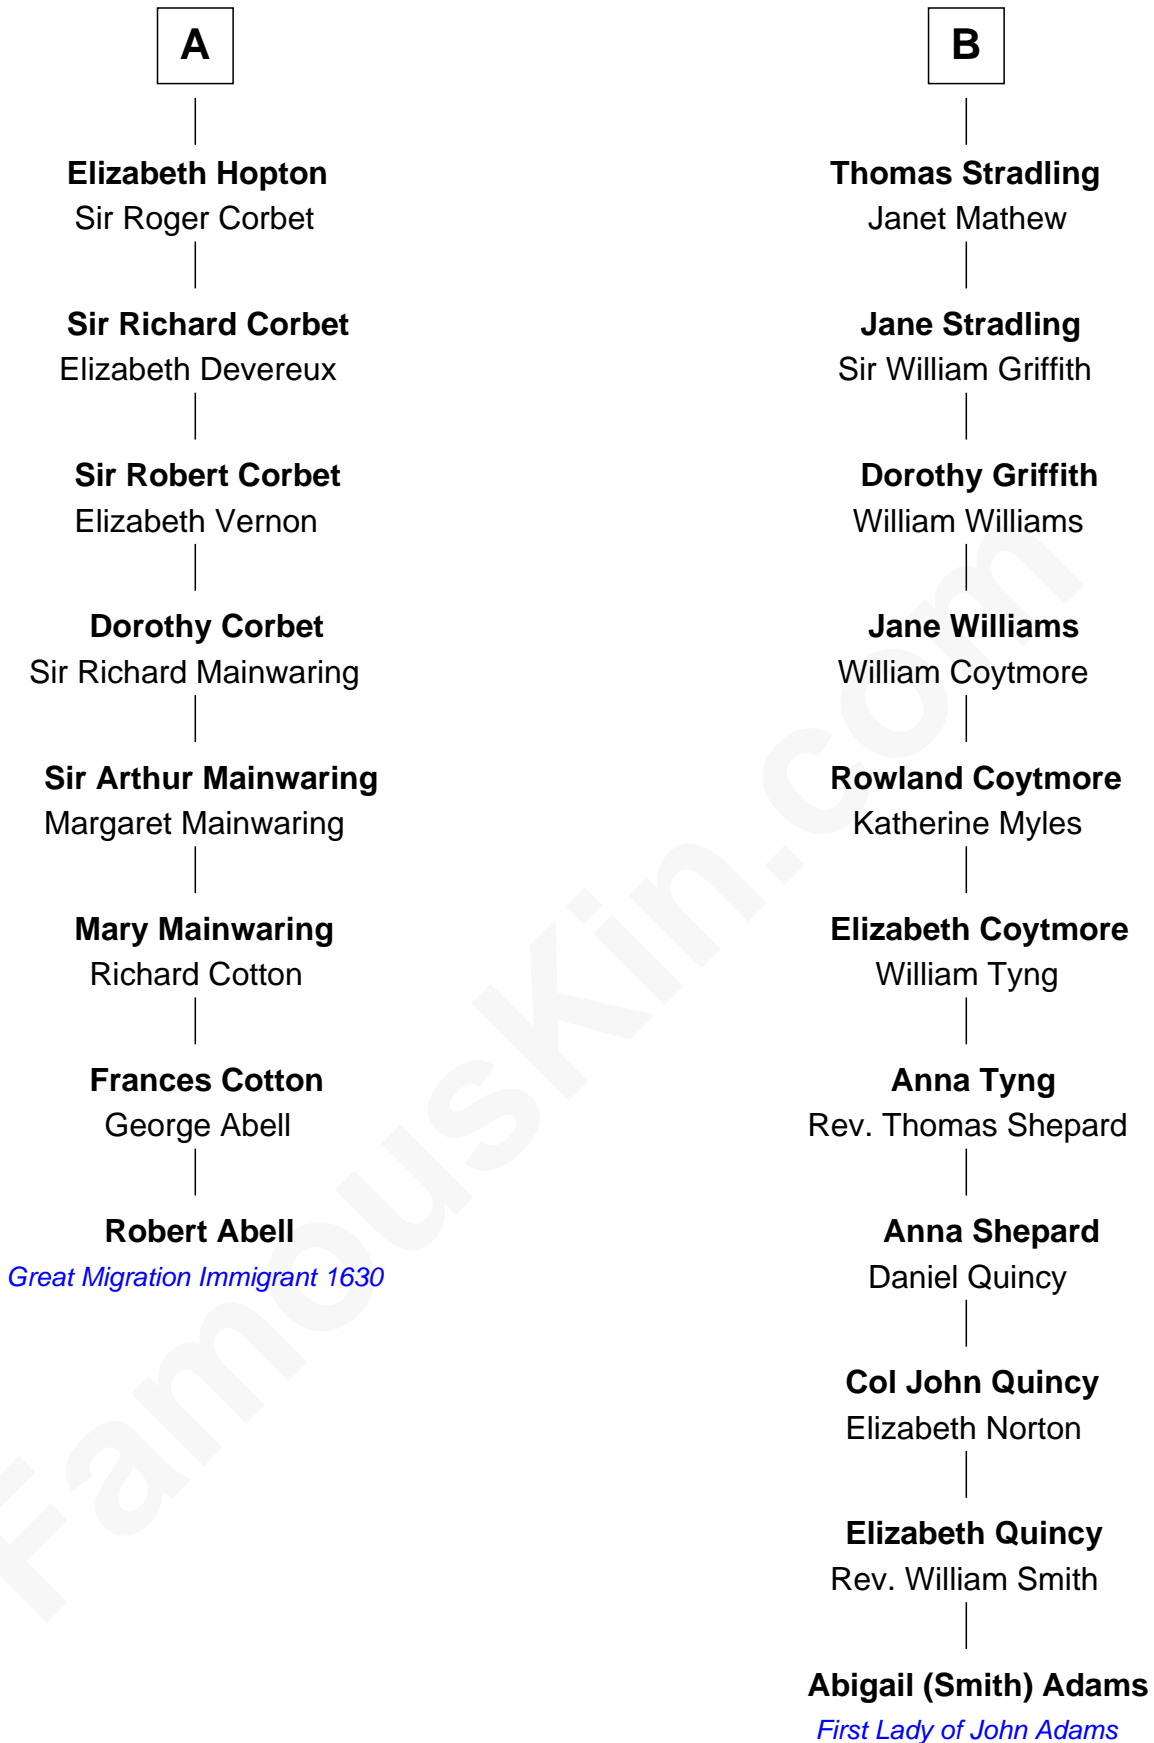 A
Elizabeth Hopton
Sir Roger Corbet
Sir Richard Corbet
Elizabeth Devereux
Sir Robert Corbet
Elizabeth Vernon
Dorothy Corbet
Sir Richard Mainwaring
Sir Arthur Mainwaring
Margaret Mainwaring
Mary Mainwaring
Richard Cotton
Frances Cotton
George Abell
Robert Abell
Great Migration Immigrant 1630
B
Thomas Stradling
Janet Mathew
Jane Stradling
Sir William Griffith
Dorothy Griffith
William Williams
Jane Williams
William Coytmore
Rowland Coytmore
Katherine Myles
Elizabeth Coytmore
William Tyng
Anna Tyng
Rev. Thomas Shepard
Anna Shepard
Daniel Quincy
Col John Quincy
Elizabeth Norton
Elizabeth Quincy
Rev. William Smith
Abigail (Smith) Adams
First Lady of John Adams
FamousKin.com